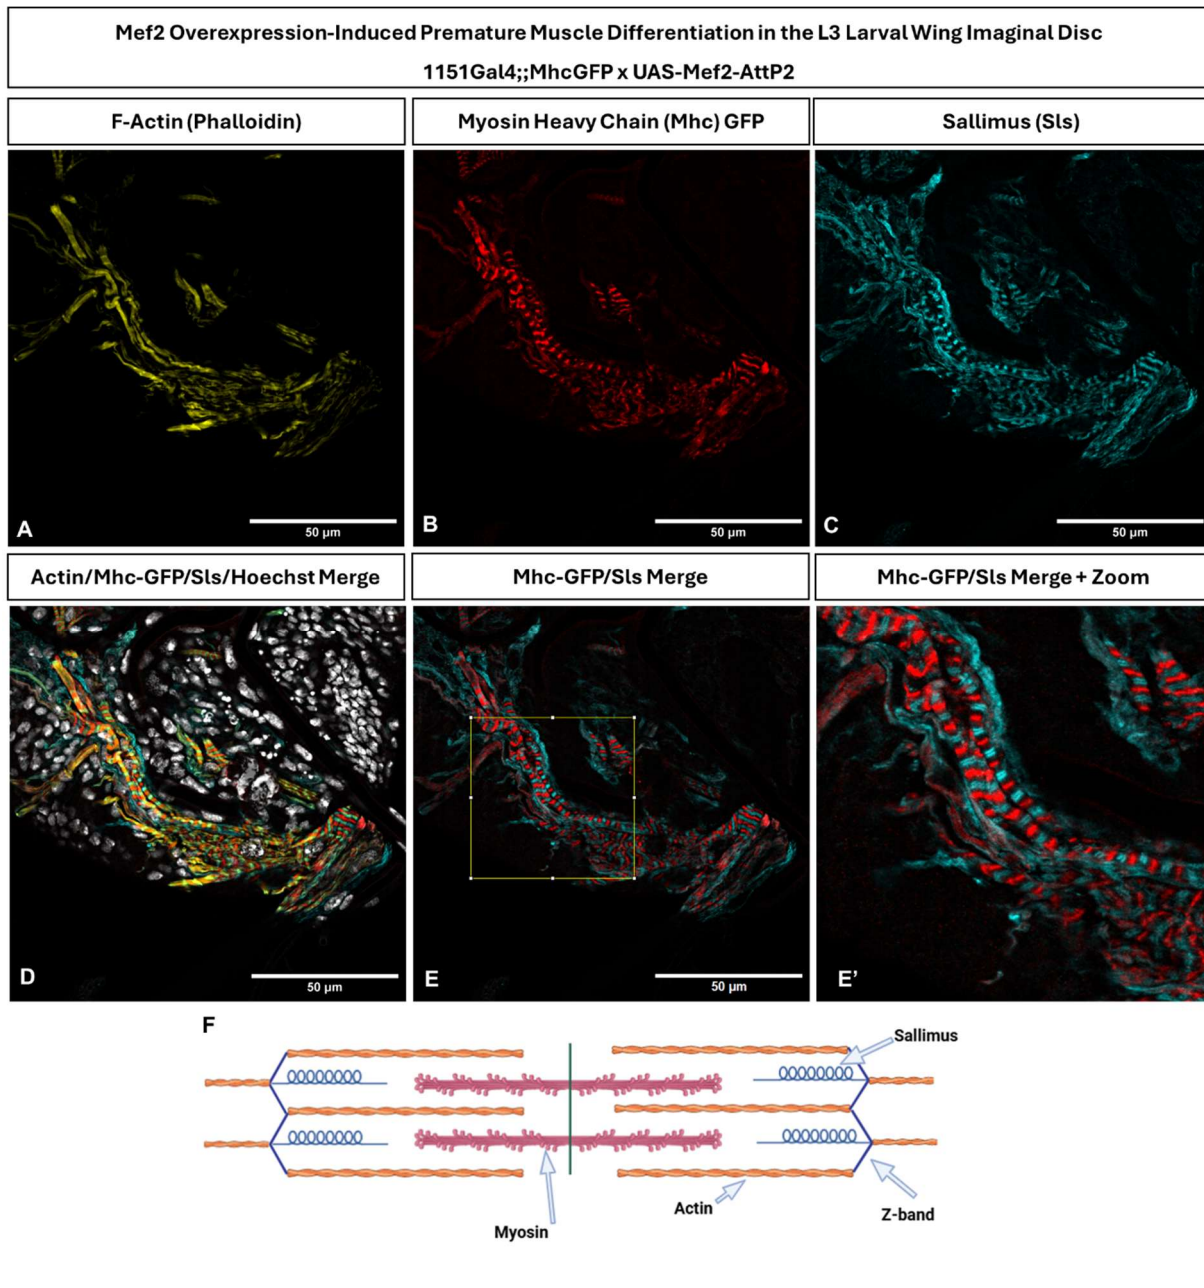 Mef2 Overexpression-Induced Premature Muscle Differentiation in the L3 Larval Wing Imaginal Disc
1151Gal4;;MhcGFP x UAS-Mef2-AttP2
F-Actin (Phalloidin)
Myosin Heavy Chain (Mhc) GFP
Sallimus (Sls)
A
50 µm
B
50 µm
C
50 µm
Actin/Mhc-GFP/Sls/Hoechst Merge
Mhc-GFP/Sls Merge
Mhc-GFP/Sls Merge + Zoom
D
50 µm
E
50 µm
E’
F
Sallimus
Actin
Z-band
Myosin